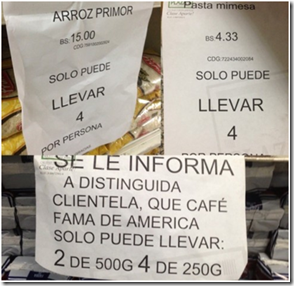 ARROZ PRIMOR
BS: 15.00
SOLO PUEDE
LLEVAR
4
POR PERSONA
Pasta mimesa
BS: 4.33
SOLO PUEDE
LLEVAR
4
POR PERSONA
SE LE INFORMA
A DISTINGUIDA
CLIENTELA, QUE CAFÉ
FAMA DE AMERICA
SOLO PUEDE LLEVAR:
2 DE 500G 4 DE 250G